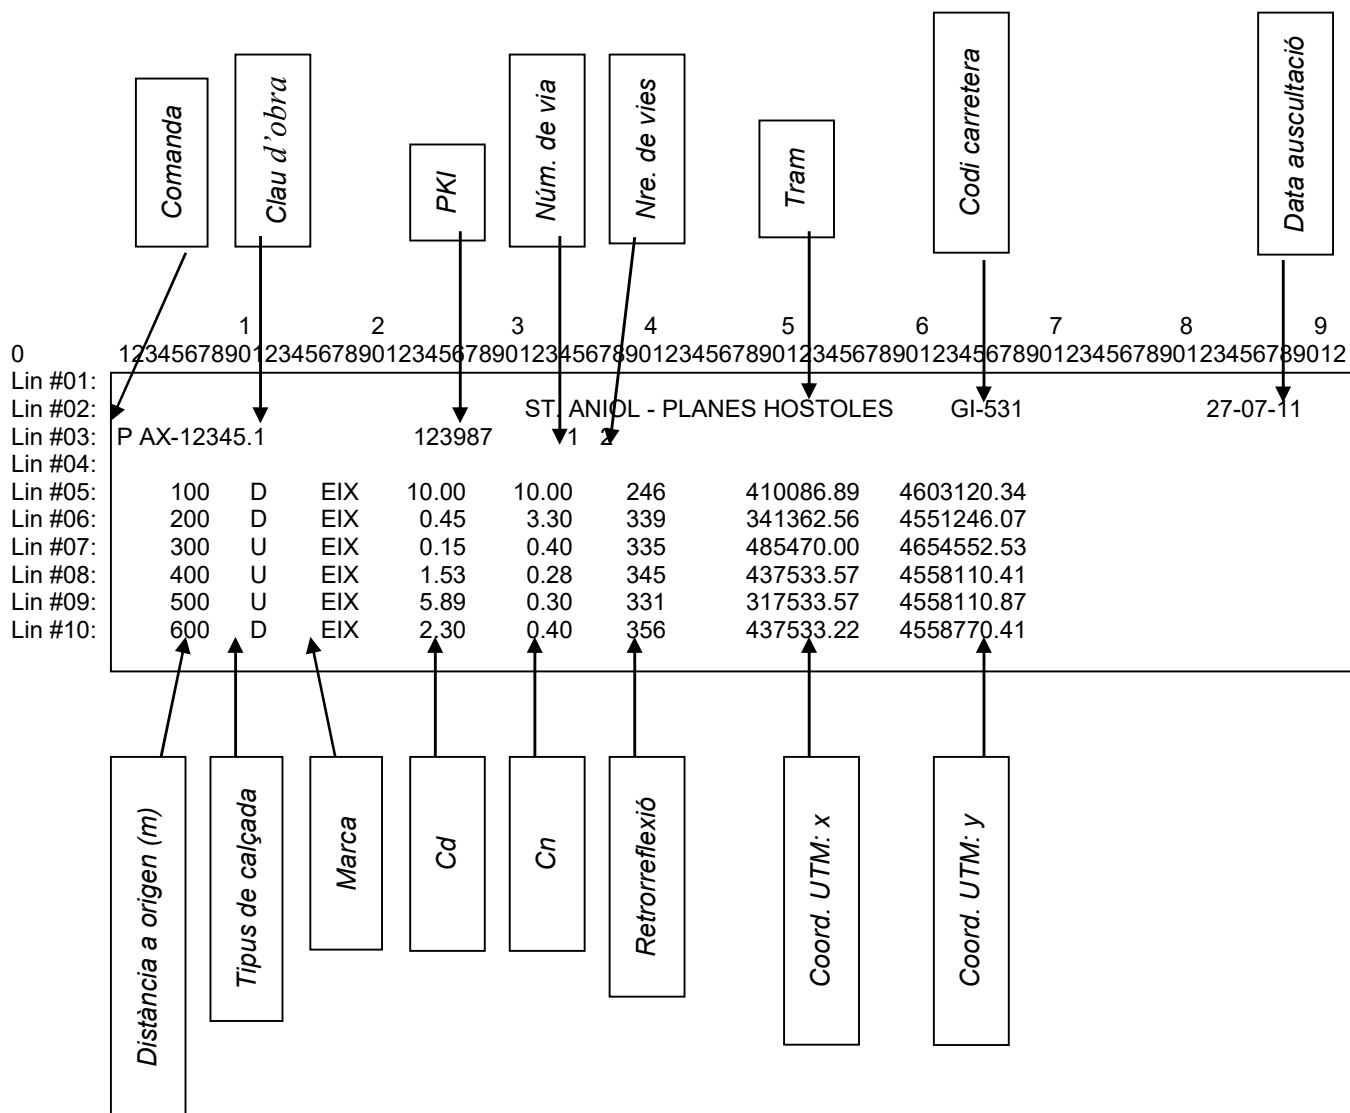 Comanda
Clau d'obra
PKI
Núm. de via
Nre. de vies
Tram
Codi carretera
Data auscultació
1 2 3 4 5 6 7 8 9
0 12345678901234567890123456789012345678901234567890123456789012345678901234567890123456789012
Lin #01:
Lin #02: ST. ANIOL - PLANES HOSTOLES GI-531 27-07-11
Lin #03: P AX-12345.1 123987 1 2
Lin #04:
Lin #05: 100 D EIX 10.00 10.00 246 410086.89 4603120.34
Lin #06: 200 D EIX 0.45 3.30 339 341362.56 4551246.07
Lin #07: 300 U EIX 0.15 0.40 335 485470.00 4654552.53
Lin #08: 400 U EIX 1.53 0.28 345 437533.57 4558110.41
Lin #09: 500 U EIX 5.89 0.30 331 317533.57 4558110.87
Lin #10: 600 D EIX 2.30 0.40 356 437533.22 4558770.41
Distància a origen (m)
Tipus de calçada
Marca
Cd
Cn
Retrorreflexió
Coord. UTM: x
Coord. UTM: y